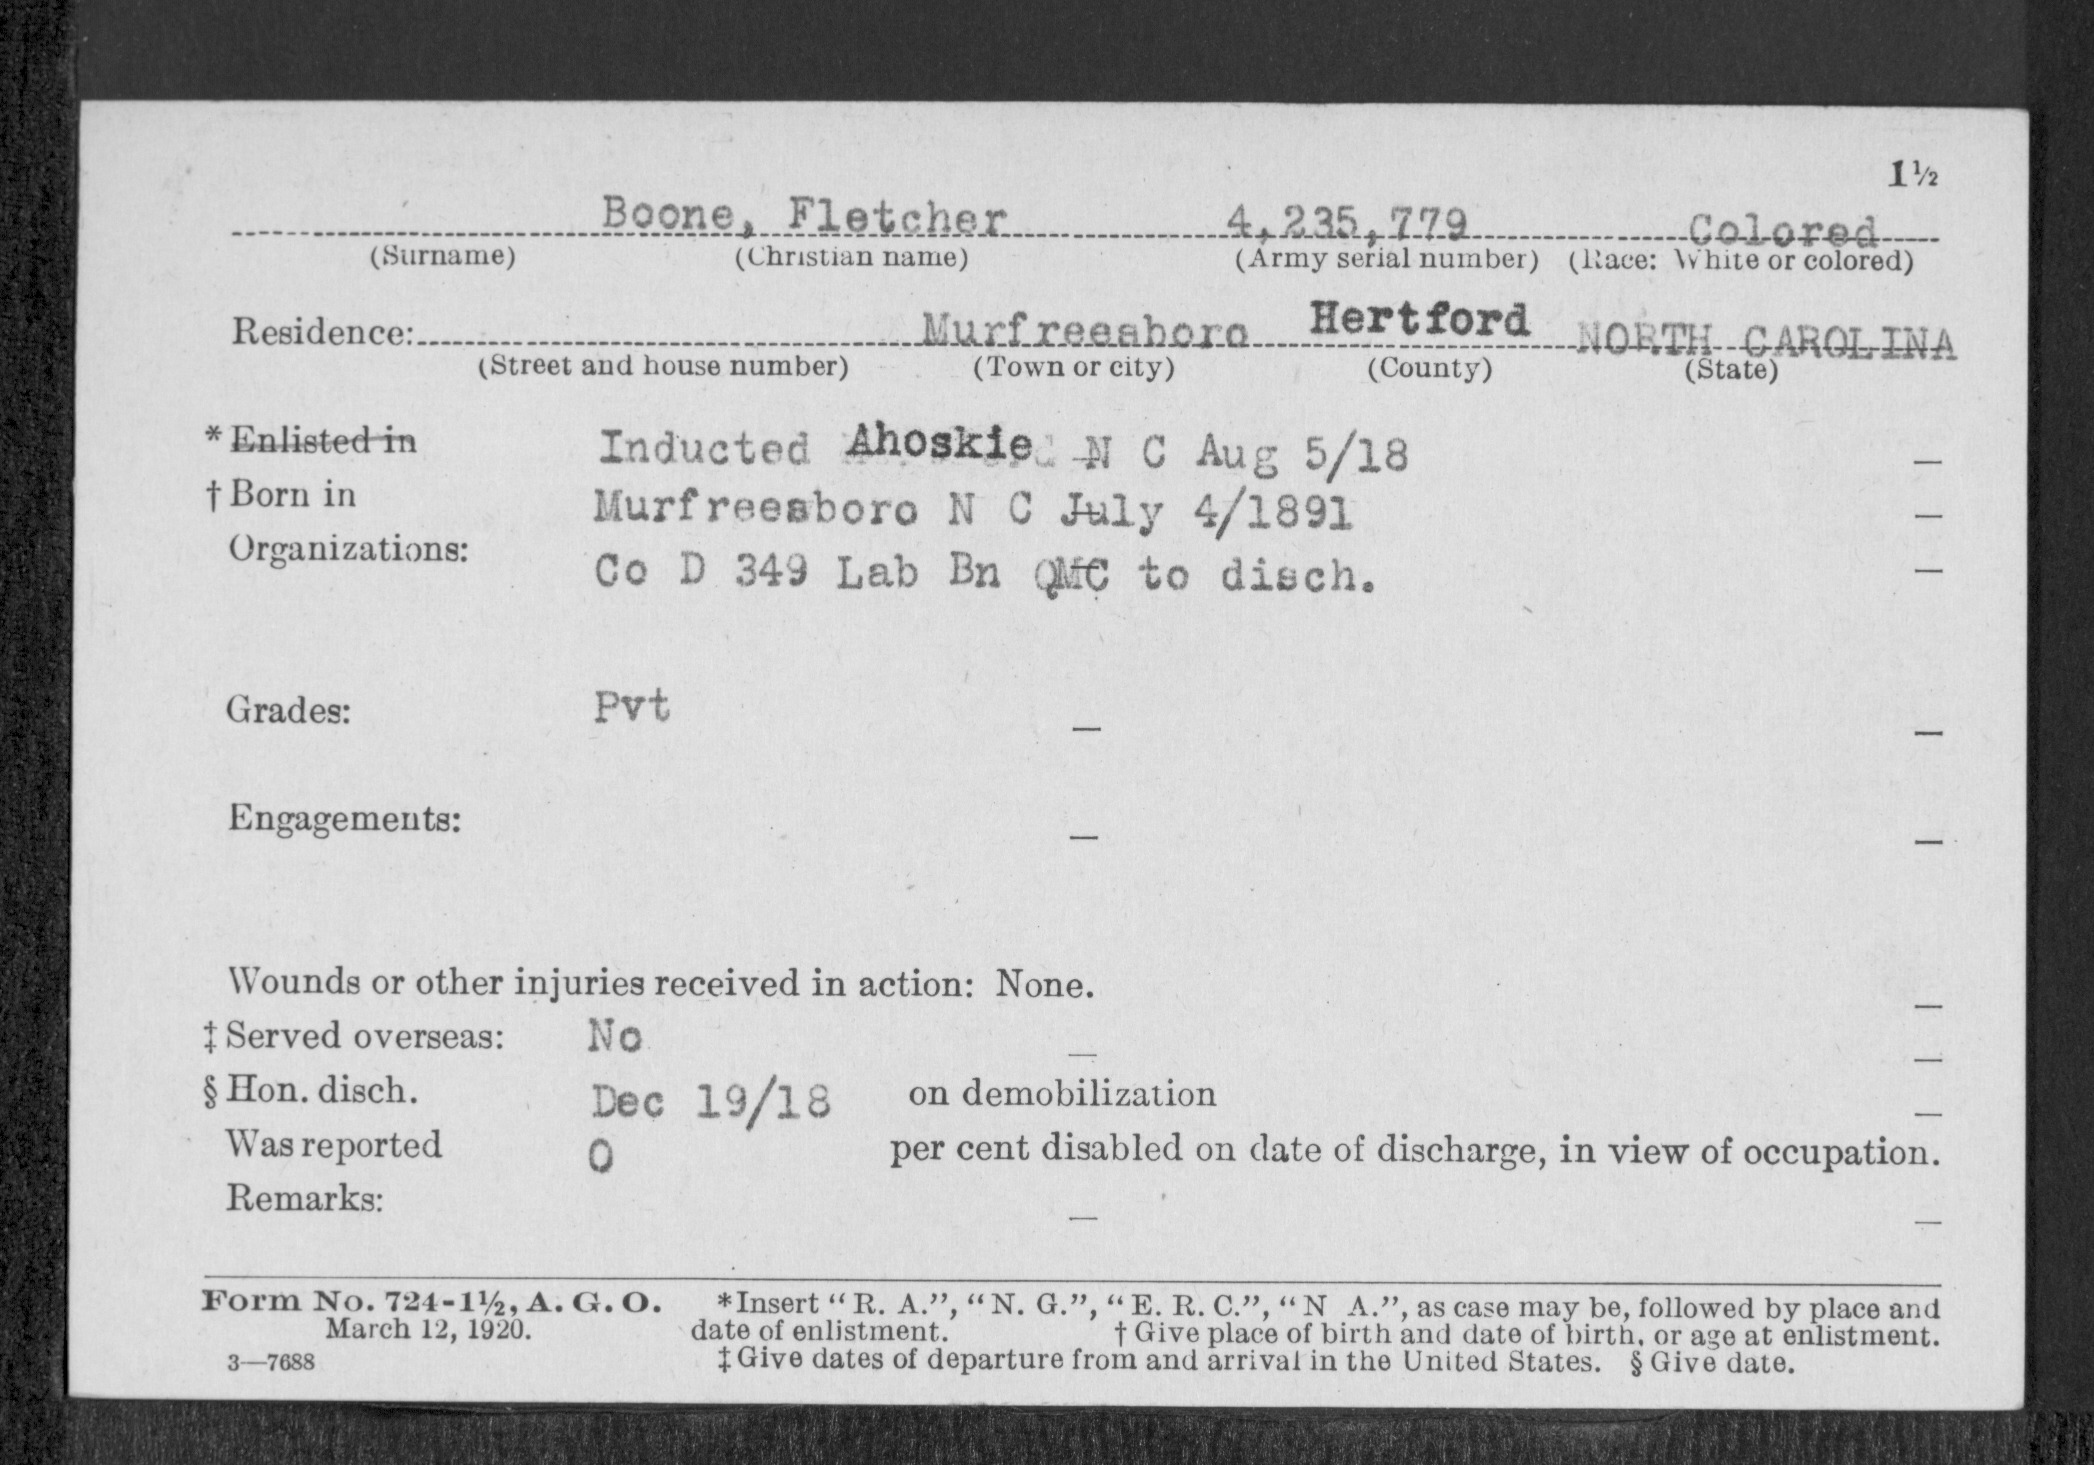 1½
Boone, Fletcher 4,235,779 Colored
(Surname) (Christian name) (Army serial number) (Race: White or colored)
Residence: Murfreesboro Hertford NORTH CAROLINA
(Street and house number) (Town or city) (County) (State)
* Enlisted in Inducted Ahoskie N C Aug 5/18 —
† Born in Murfreesboro N C July 4/1891 —
Organizations: Co D 349 Lab Bn QMC to disch. —
Grades: Pvt — —
Engagements: — —
Wounds or other injuries received in action: None. —
‡ Served overseas: No — —
§ Hon. disch. Dec 19/18 on demobilization —
Was reported 0 per cent disabled on date of discharge, in view of occupation.
Remarks: — —
Form No. 724-1½, A. G. O. *Insert “R. A.”, “N. G.”, “E. R. C.”, “N A.”, as case may be, followed by place and
March 12, 1920. date of enlistment. † Give place of birth and date of birth, or age at enlistment.
3—7688 ‡ Give dates of departure from and arrival in the United States. § Give date.